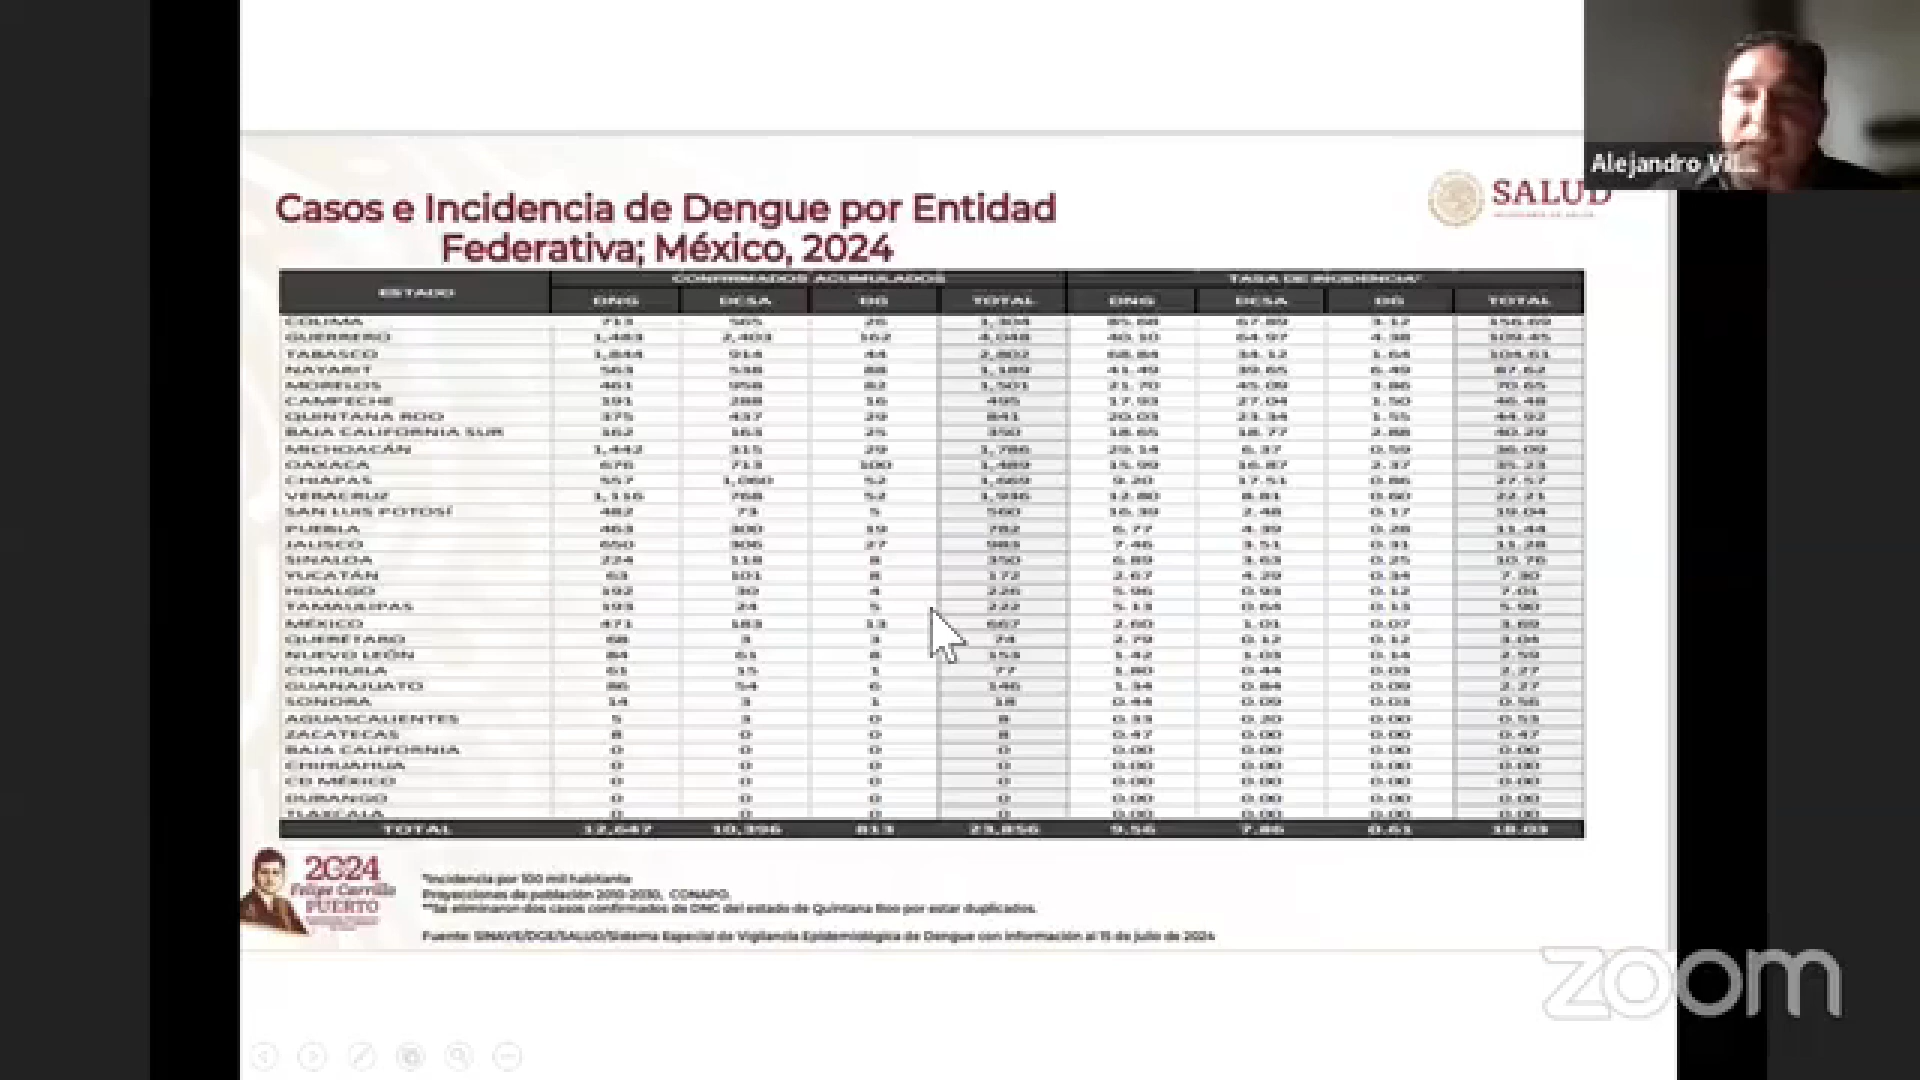 Alejandro Vil...
SALUD
Casos e Incidencia de Dengue por Entidad
Federativa; México, 2024
CONFIRMADOS ACUMULADOS TASA DE INCIDENCIA*
ESTADO DNG DCSA DG TOTAL DNG DCSA DG TOTAL
COLIMA 713 565 26 1,304 85.68 67.89 3.12 156.69
GUERRERO 1,483 2,403 162 4,048 40.10 64.97 4.38 109.45
TABASCO 1,844 914 44 2,802 68.84 34.12 1.64 104.61
NAYARIT 563 538 88 1,189 41.49 39.65 6.49 87.62
MORELOS 461 958 82 1,501 21.70 45.09 3.86 70.65
CAMPECHE 191 288 16 495 17.93 27.04 1.50 46.48
QUINTANA ROO 375 437 29 841 20.03 23.34 1.55 44.92
BAJA CALIFORNIA SUR 162 163 25 350 18.65 18.77 2.88 40.29
MICHOACÁN 1,442 315 29 1,786 29.14 6.37 0.59 36.09
OAXACA 676 713 100 1,489 15.99 16.87 2.37 35.23
CHIAPAS 557 1,060 52 1,669 9.20 17.51 0.86 27.57
VERACRUZ 1,116 768 52 1,936 12.80 8.81 0.60 22.21
SAN LUIS POTOSÍ 482 73 5 560 16.39 2.48 0.17 19.04
PUEBLA 463 300 19 782 6.77 4.39 0.28 11.44
JALISCO 650 306 27 983 7.46 3.51 0.31 11.28
SINALOA 224 118 8 350 6.89 3.63 0.25 10.76
YUCATÁN 63 101 8 172 2.67 4.29 0.34 7.30
HIDALGO 192 30 4 226 5.96 0.93 0.12 7.01
TAMAULIPAS 193 24 5 222 5.13 0.64 0.13 5.90
MÉXICO 471 183 13 667 2.60 1.01 0.07 3.69
QUERÉTARO 68 3 3 74 2.79 0.12 0.12 3.04
NUEVO LEÓN 84 61 8 153 1.42 1.03 0.14 2.59
COAHUILA 61 15 1 77 1.80 0.44 0.03 2.27
GUANAJUATO 86 54 6 146 1.34 0.84 0.09 2.27
SONORA 14 3 1 18 0.44 0.09 0.03 0.56
AGUASCALIENTES 5 3 0 8 0.33 0.20 0.00 0.53
ZACATECAS 8 0 0 8 0.47 0.00 0.00 0.47
BAJA CALIFORNIA 0 0 0 0 0.00 0.00 0.00 0.00
CHIHUAHUA 0 0 0 0 0.00 0.00 0.00 0.00
CD MÉXICO 0 0 0 0 0.00 0.00 0.00 0.00
DURANGO 0 0 0 0 0.00 0.00 0.00 0.00
TLAXCALA 0 0 0 0 0.00 0.00 0.00 0.00
TOTAL 12,647 10,396 813 23,856 9.56 7.86 0.61 18.03
2024
Felipe Carrillo
PUERTO
*Incidencia por 100 mil habitante
Proyecciones de población 2010-2030, CONAPO.
**Se eliminaron dos casos confirmados de DNG del estado de Quintana Roo por estar duplicados.
Fuente: SINAVE/DGE/SALUD/Sistema Especial de Vigilancia Epidemiológica de Dengue con información al 15 de julio de 2024
zoom